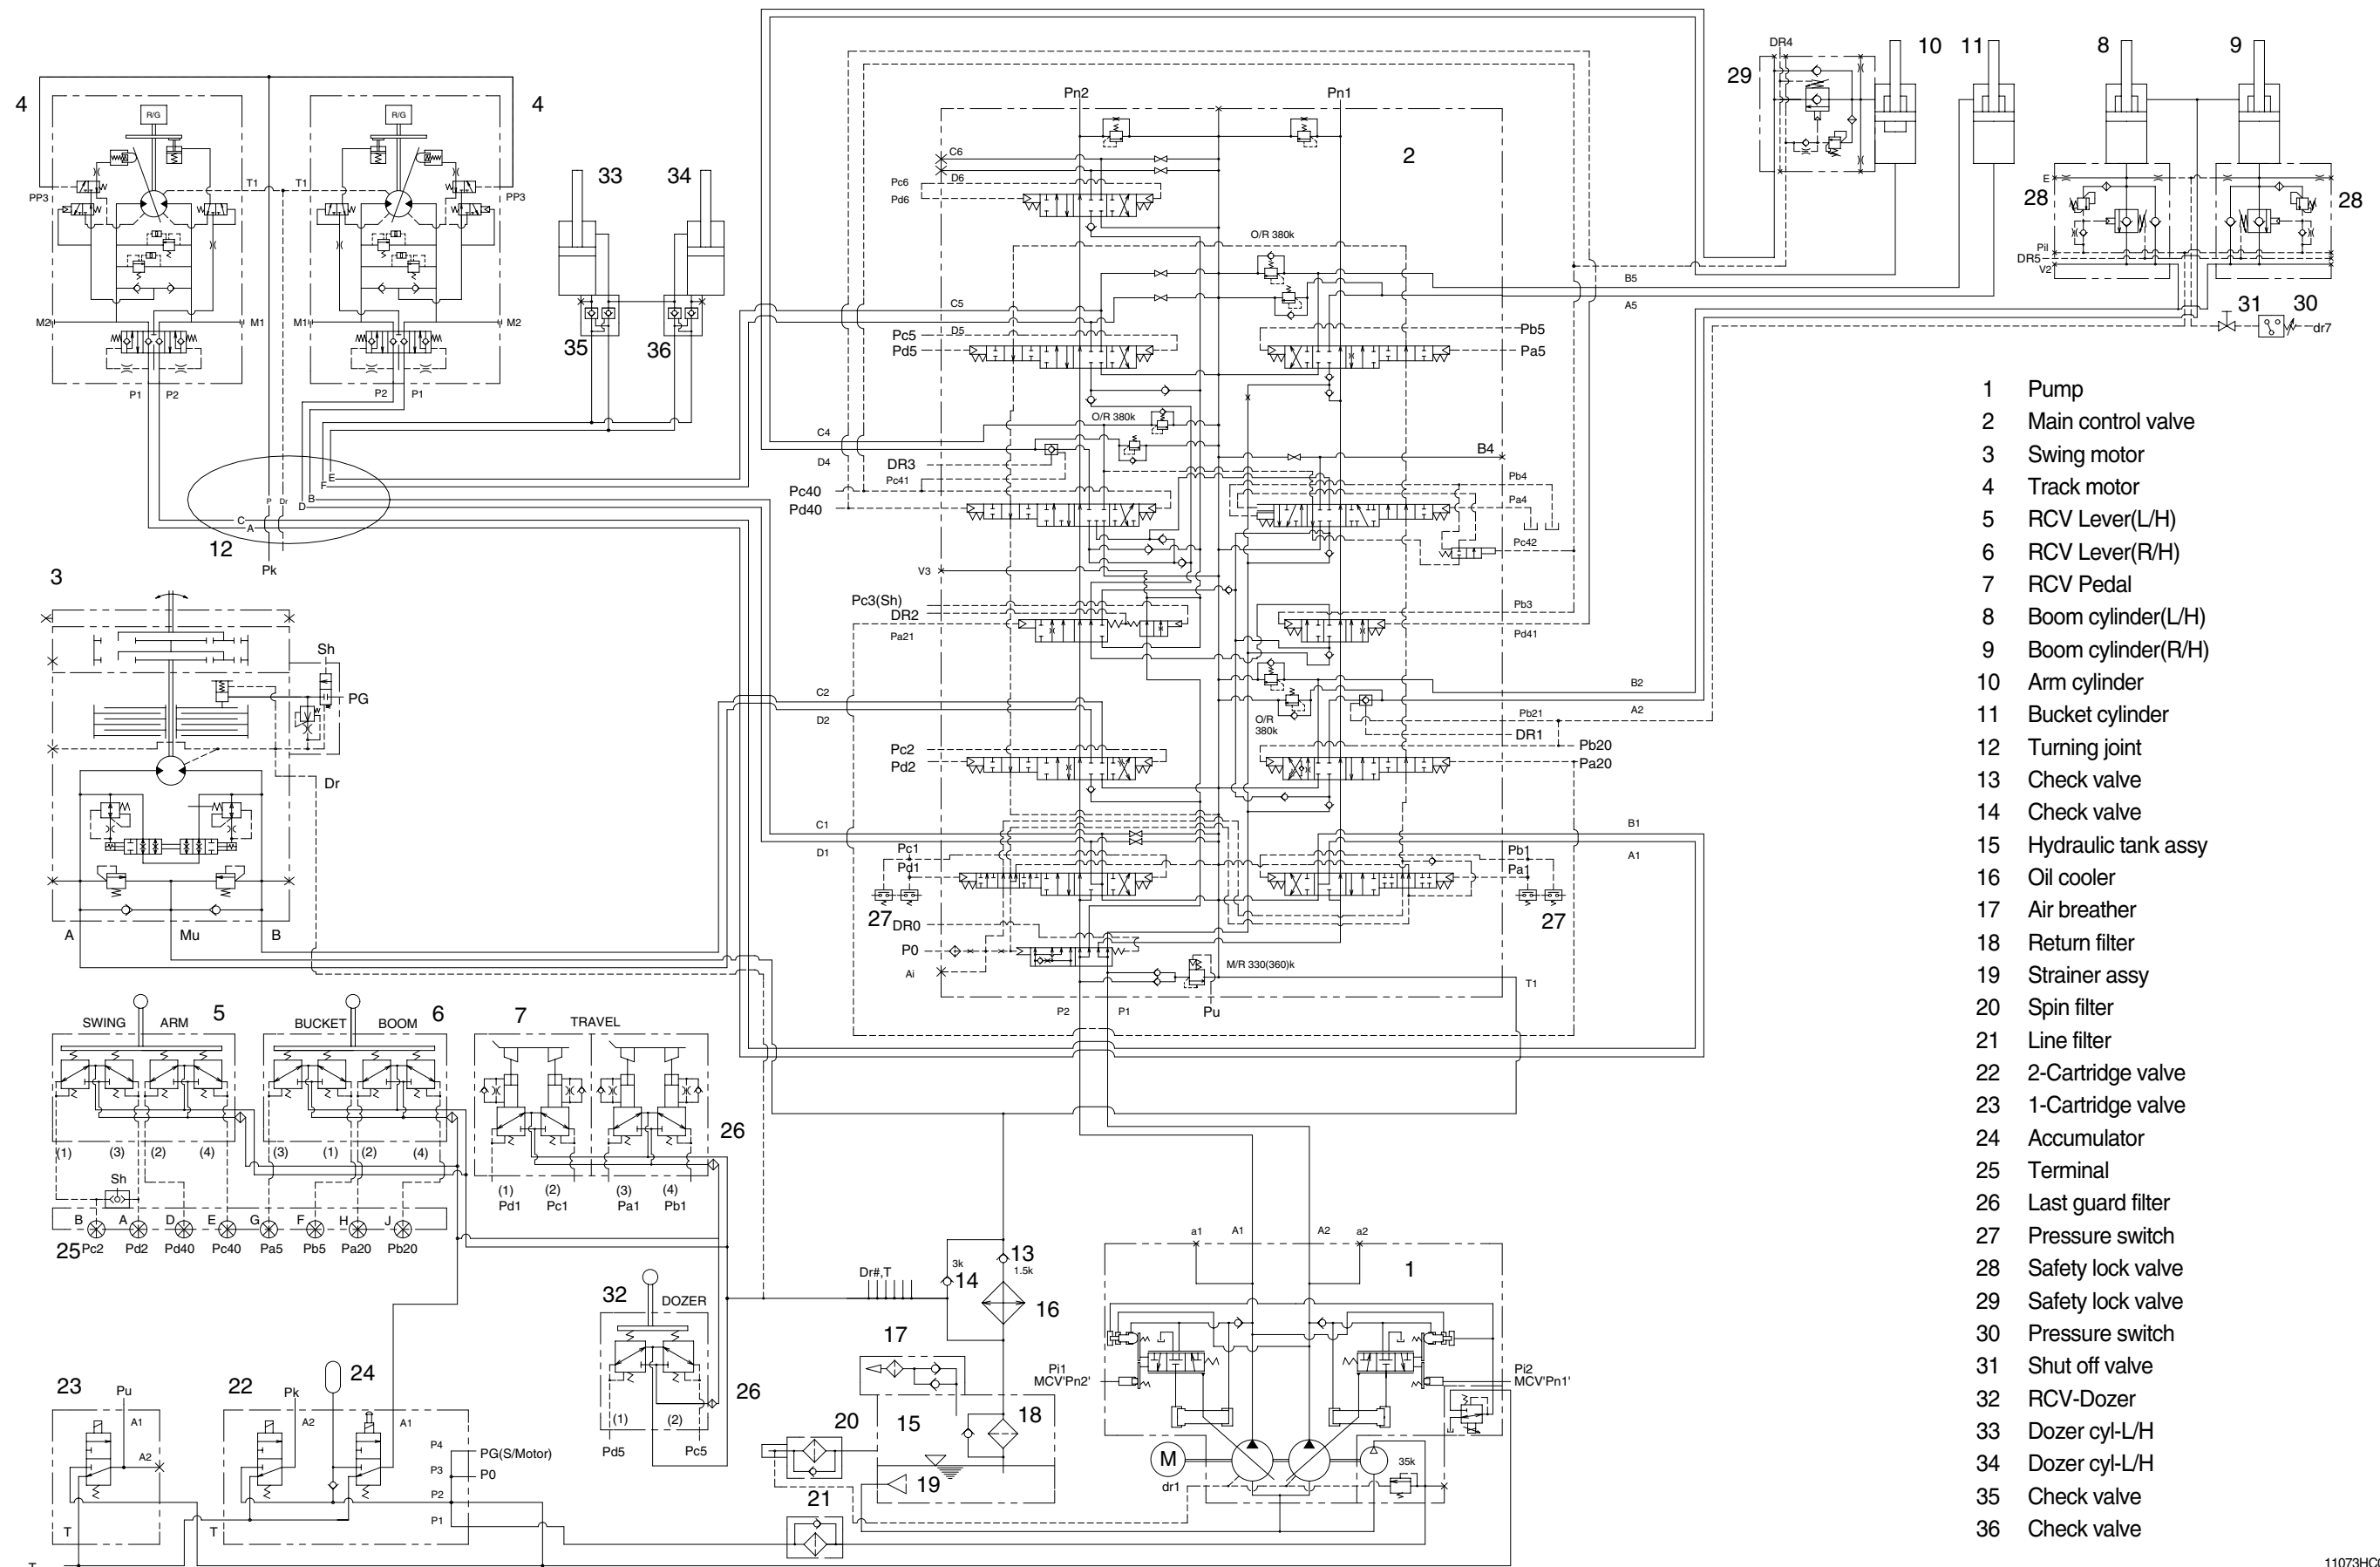 DR4
10
11
8
9
29
4
4
R/G
R/G
Pn2
Pn1
2
C6
D6
Pc6
Pd6
T1
T1
PP3
PP3
33
34
E
28
28
O/R 380k
Pil
DR5
V2
B5
A5
31
30
dr7
M2
M1
M1
M2
C5
D5
Pc5
Pd5
Pb5
Pa5
35
36
P1
P2
P2
P1
O/R 380k
C4
D4
DR3
Pc41
B4
Pc40
Pd40
Pb4
Pa4
Pc42
E
F
P
Dr
B
D
C
A
12
Pk
3
V3
Pc3(Sh)
DR2
Pa21
Pb3
Pd41
Sh
PG
C2
D2
B2
A2
O/R
380k
Pb21
DR1
Pc2
Pd2
Pb20
Pa20
Dr
C1
D1
B1
A1
Pc1
Pd1
Pb1
Pa1
27
27
DR0
P0
Ai
A
Mu
B
M/R 330(360)k
T1
P2
P1
Pu
SWING
ARM
5
BUCKET
BOOM
6
7
TRAVEL
26
(1)
(3)
(2)
(4)
(3)
(1)
(2)
(4)
Sh
(1)
(2)
(3)
(4)
Pd1
Pc1
Pa1
Pb1
B
A
D
E
G
F
H
J
25
Pc2
Pd2
Pd40
Pc40
Pa5
Pb5
Pa20
Pb20
a1
A1
A2
a2
13
1.5k
3k
14
Dr#,T
16
1
32
DOZER
17
26
(1)
(2)
Pd5
Pc5
Pi1
MCV'Pn2'
Pi2
MCV'Pn1'
15
18
20
19
21
M
dr1
35k
23
Pu
A1
A2
T
22
Pk
24
A2
A1
P4
PG(S/Motor)
P3
P0
P2
P1
T
T
1 Pump
2 Main control valve
3 Swing motor
4 Track motor
5 RCV Lever(L/H)
6 RCV Lever(R/H)
7 RCV Pedal
8 Boom cylinder(L/H)
9 Boom cylinder(R/H)
10 Arm cylinder
11 Bucket cylinder
12 Turning joint
13 Check valve
14 Check valve
15 Hydraulic tank assy
16 Oil cooler
17 Air breather
18 Return filter
19 Strainer assy
20 Spin filter
21 Line filter
22 2-Cartridge valve
23 1-Cartridge valve
24 Accumulator
25 Terminal
26 Last guard filter
27 Pressure switch
28 Safety lock valve
29 Safety lock valve
30 Pressure switch
31 Shut off valve
32 RCV-Dozer
33 Dozer cyl-L/H
34 Dozer cyl-L/H
35 Check valve
36 Check valve